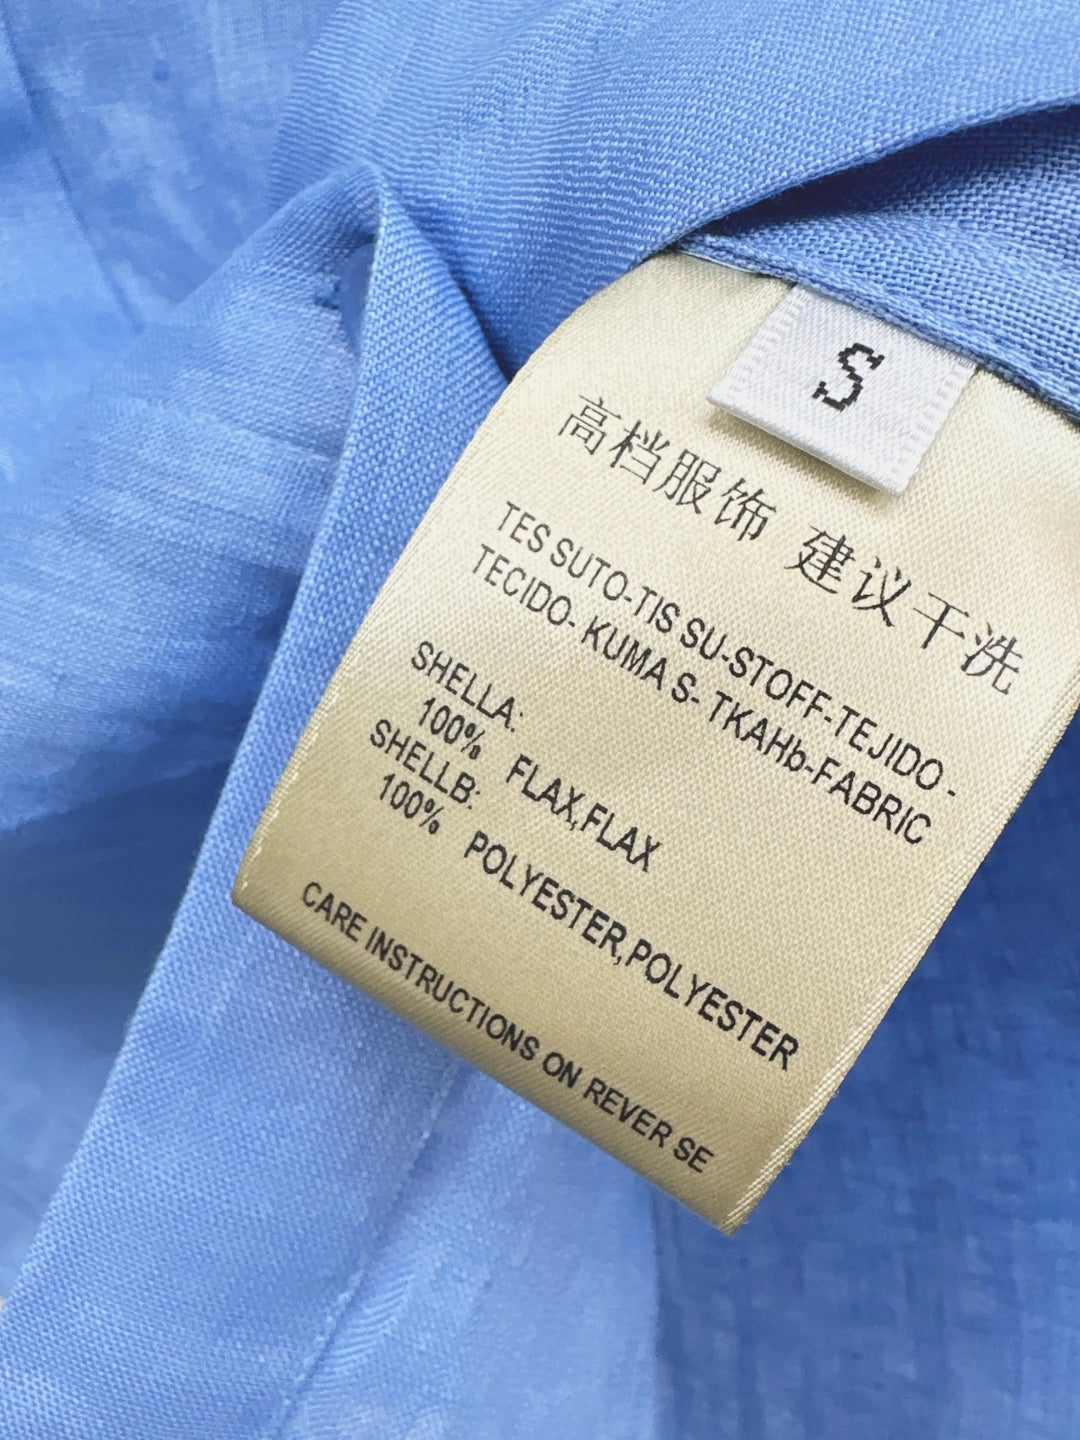 S
高档服饰 建议干洗
TES SUTO-TIS SU-STOFF-TEJIDO -
TECIDO- KUMA S- TKAHb-FABRIC
SHELLA:
100% FLAX,FLAX
SHELLB:
100% POLYESTER,POLYESTER
CARE INSTRUCTIONS ON REVER SE